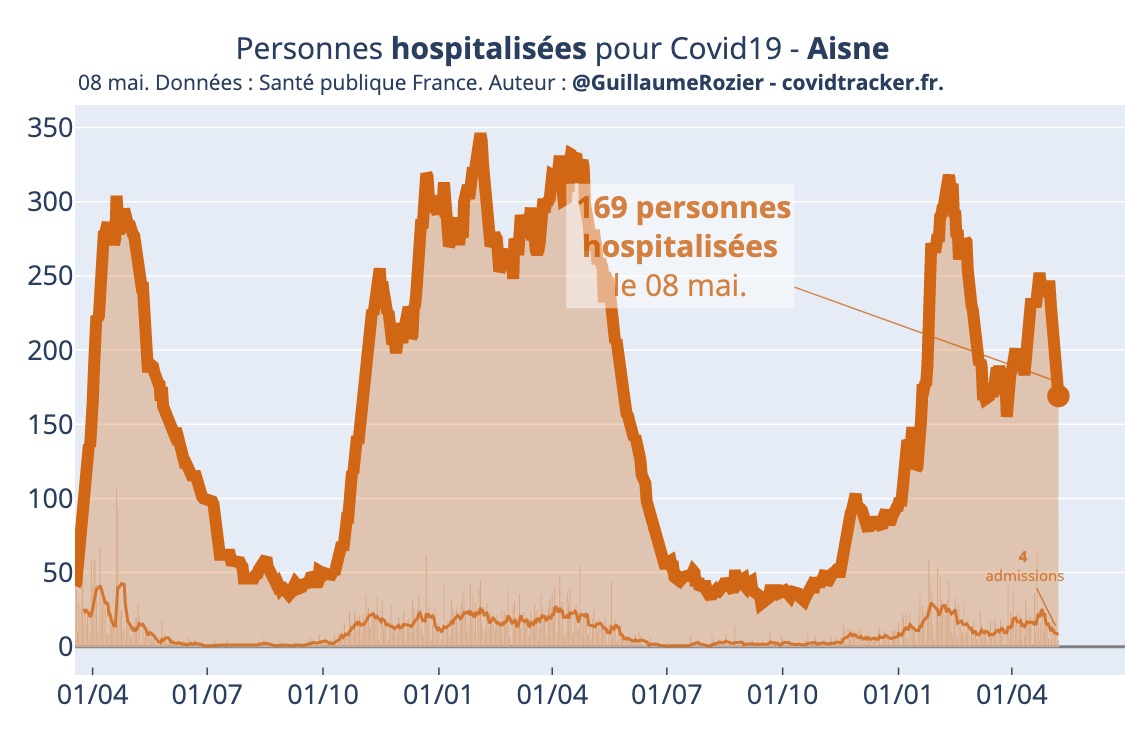 Personnes hospitalisées pour Covid19 - Aisne
08 mai. Données : Santé publique France. Auteur : @GuillaumeRozier - covidtracker.fr.
350
300
250
200
150
100
50
0
169 personnes
hospitalisées
le 08 mai.
4
admissions
01/04 01/07 01/10 01/01 01/04 01/07 01/10 01/01 01/04